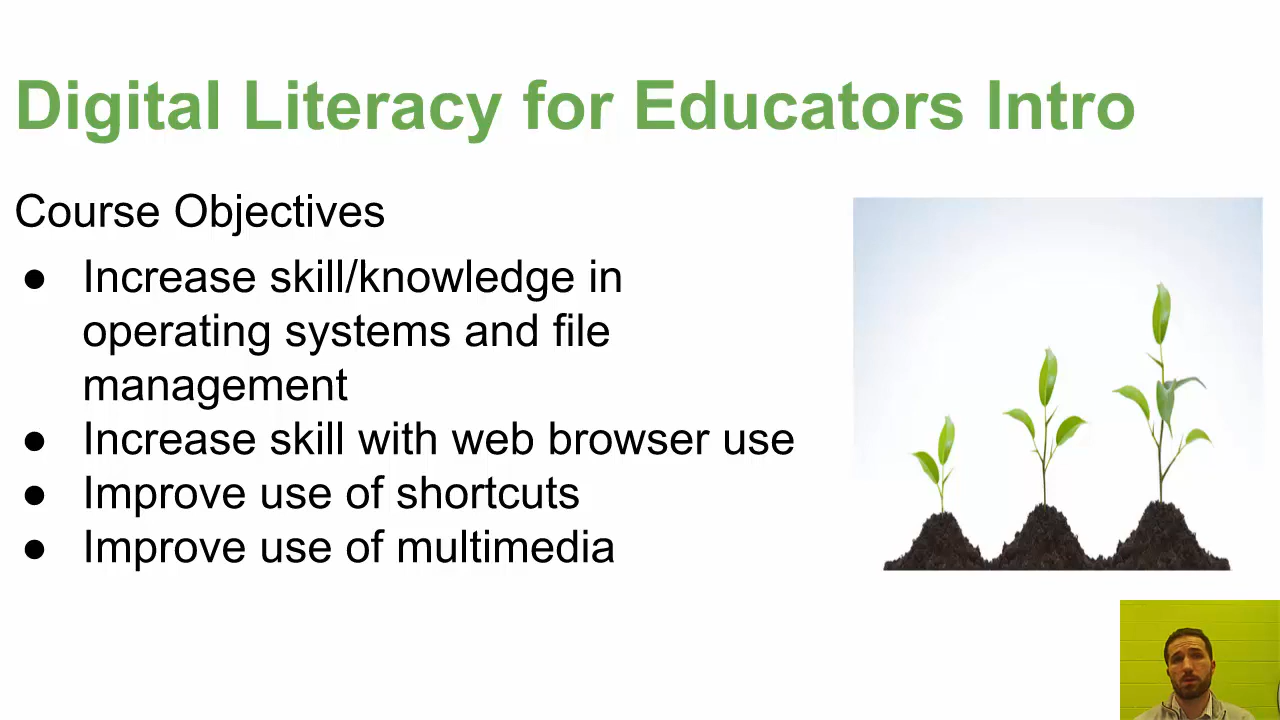 Digital Literacy for Educators Intro
Course Objectives
● Increase skill/knowledge in
operating systems and file
management
● Increase skill with web browser use
● Improve use of shortcuts
● Improve use of multimedia